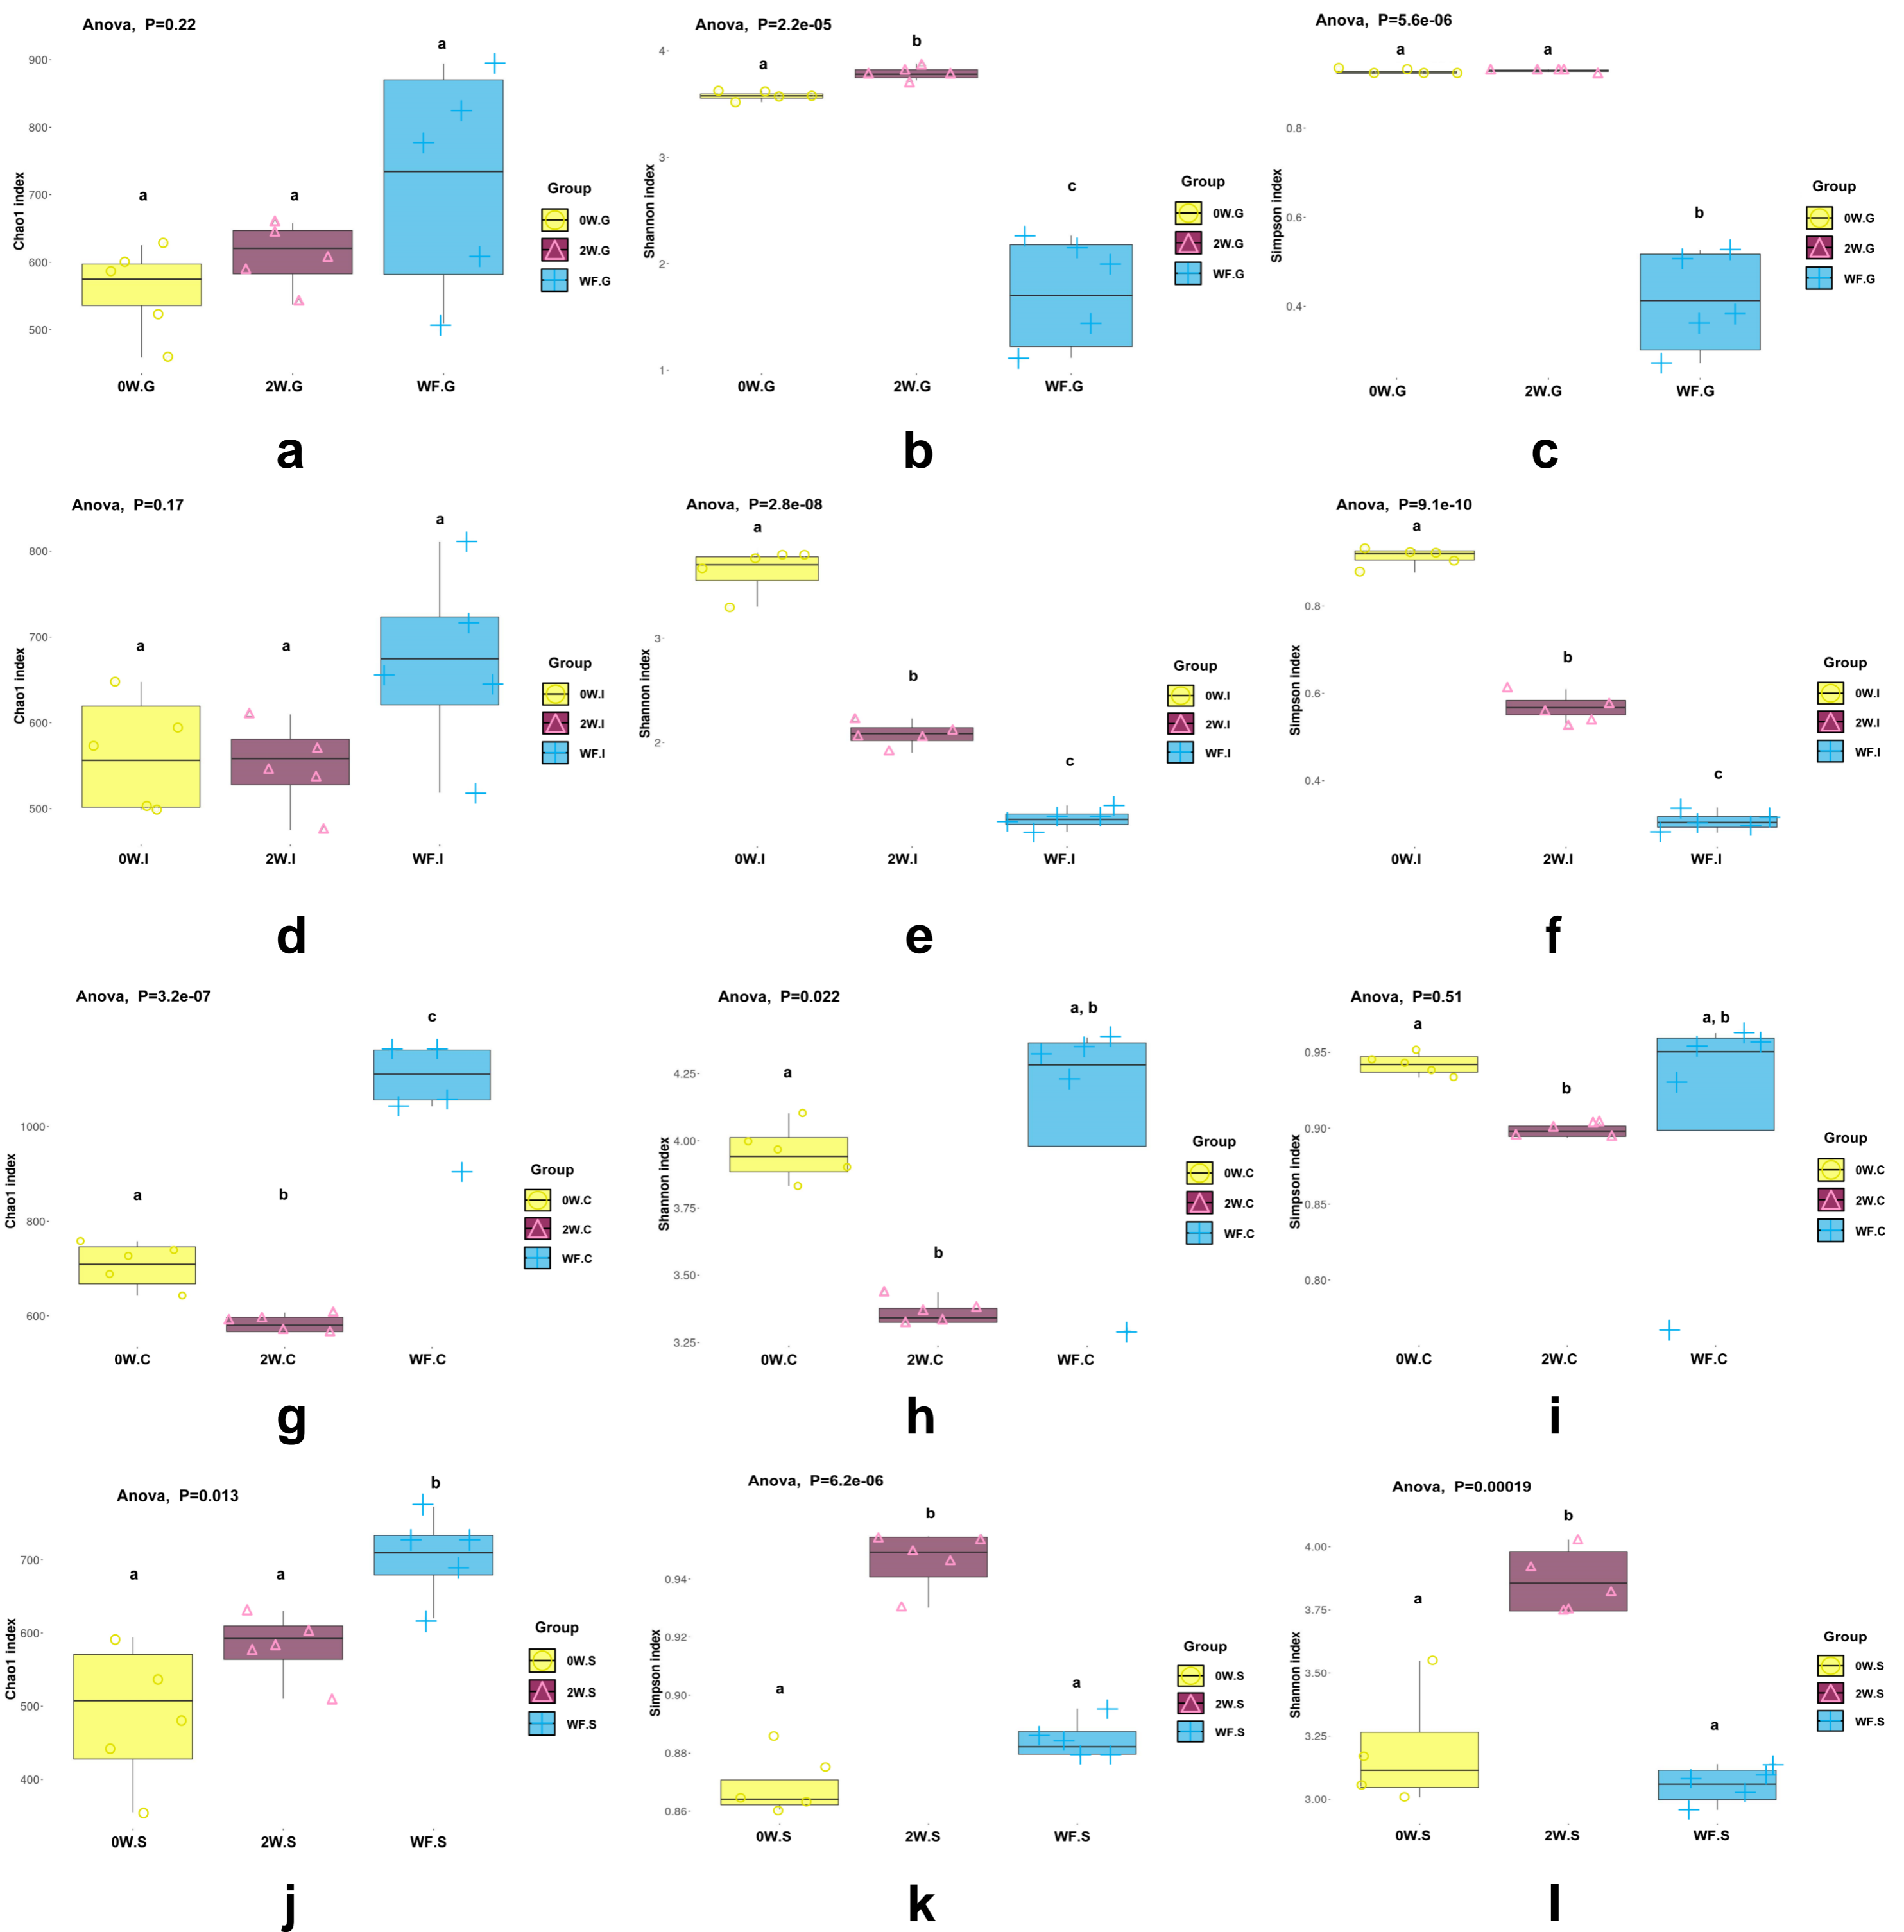 Anova, P=0.22
Chao1 index
900
800
700
600
500
a
a
a
0W.G
2W.G
WF.G
Group
0W.G
2W.G
WF.G
a
Anova, P=2.2e-05
Shannon index
4
3
2
1
a
b
c
0W.G
2W.G
WF.G
Group
0W.G
2W.G
WF.G
b
Anova, P=5.6e-06
Simpson index
0.8
0.6
0.4
a
a
b
0W.G
2W.G
WF.G
Group
0W.G
2W.G
WF.G
c
Anova, P=0.17
Chao1 index
800
700
600
500
a
a
a
0W.I
2W.I
WF.I
Group
0W.I
2W.I
WF.I
d
Anova, P=2.8e-08
Shannon index
3
2
a
b
c
0W.I
2W.I
WF.I
Group
0W.I
2W.I
WF.I
e
Anova, P=9.1e-10
Simpson index
0.8
0.6
0.4
a
b
c
0W.I
2W.I
WF.I
Group
0W.I
2W.I
WF.I
f
Anova, P=3.2e-07
Chao1 index
1000
800
600
a
b
c
0W.C
2W.C
WF.C
Group
0W.C
2W.C
WF.C
g
Anova, P=0.022
Shannon index
4.25
4.00
3.75
3.50
3.25
a
b
a, b
0W.C
2W.C
WF.C
Group
0W.C
2W.C
WF.C
h
Anova, P=0.51
Simpson index
0.95
0.90
0.85
0.80
a
b
a, b
0W.C
2W.C
WF.C
Group
0W.C
2W.C
WF.C
i
Anova, P=0.013
Chao1 index
700
600
500
400
a
a
b
0W.S
2W.S
WF.S
Group
0W.S
2W.S
WF.S
j
Anova, P=6.2e-06
Simpson index
0.94
0.92
0.90
0.88
0.86
a
b
a
0W.S
2W.S
WF.S
Group
0W.S
2W.S
WF.S
k
Anova, P=0.00019
Shannon index
4.00
3.75
3.50
3.25
3.00
a
b
a
0W.S
2W.S
WF.S
Group
0W.S
2W.S
WF.S
l